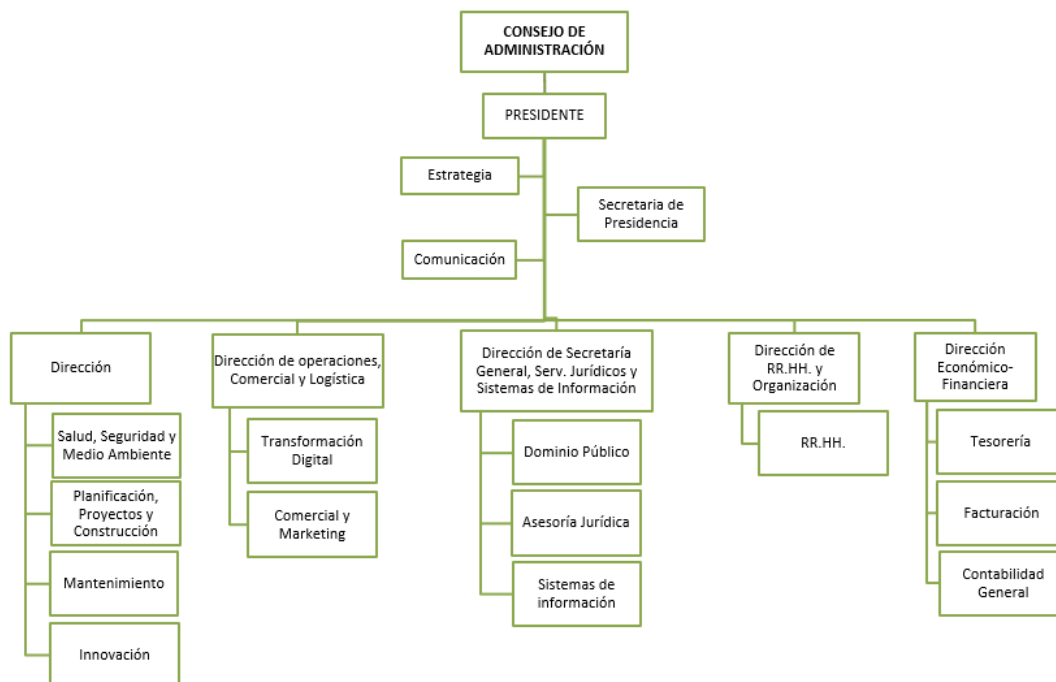 CONSEJO DE
ADMINISTRACIÓN
PRESIDENTE
Estrategia
Secretaria de
Presidencia
Comunicación
Dirección
Dirección de operaciones,
Comercial y Logística
Dirección de Secretaría
General, Serv. Jurídicos y
Sistemas de Información
Dirección de
RR.HH. y
Organización
Dirección
Económico-
Financiera
Salud, Seguridad y
Medio Ambiente
Planificación,
Proyectos y
Construcción
Mantenimiento
Innovación
Transformación
Digital
Comercial y
Marketing
Dominio Público
Asesoría Jurídica
Sistemas de
información
RR.HH.
Tesorería
Facturación
Contabilidad
General